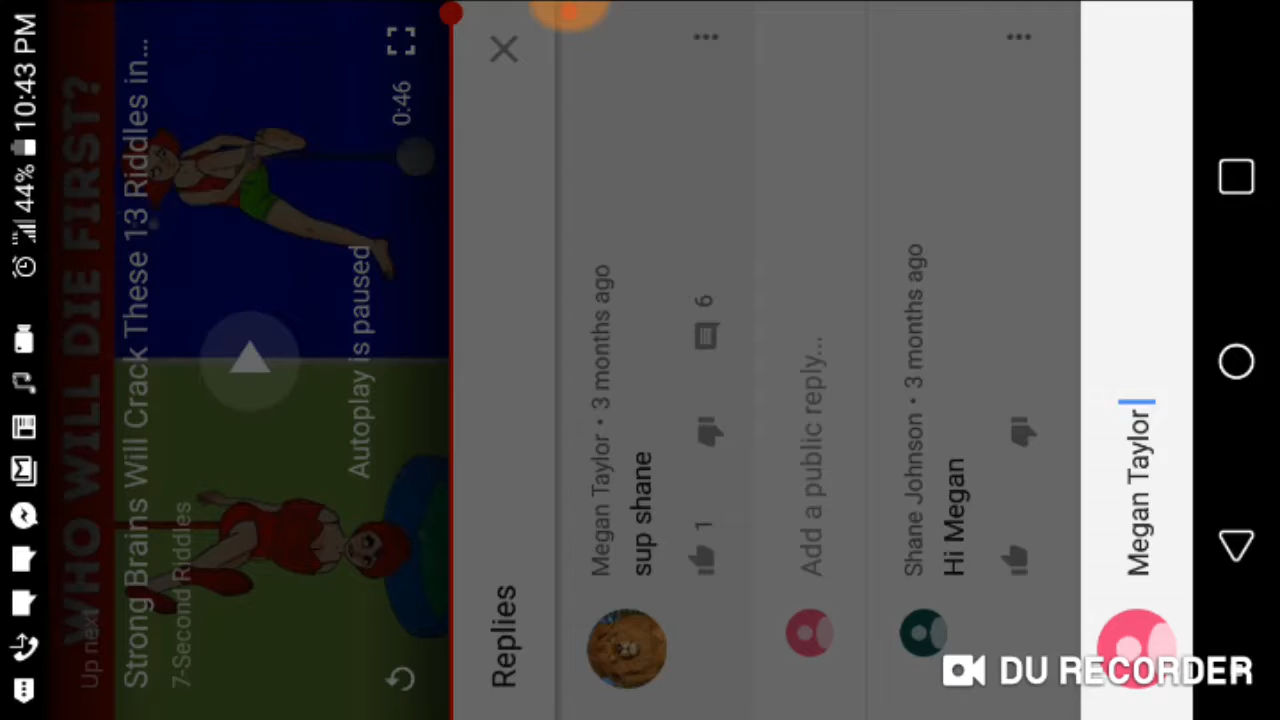 44% 10:43 PM
WHO WILL DIE FIRST?
Up next
Strong Brains Will Crack These 13 Riddles in...
7-Second Riddles
Autoplay is paused
0:46
Replies
Megan Taylor • 3 months ago
sup shane
1
6
Add a public reply...
Shane Johnson • 3 months ago
Hi Megan
Megan Taylor
DU RECORDER